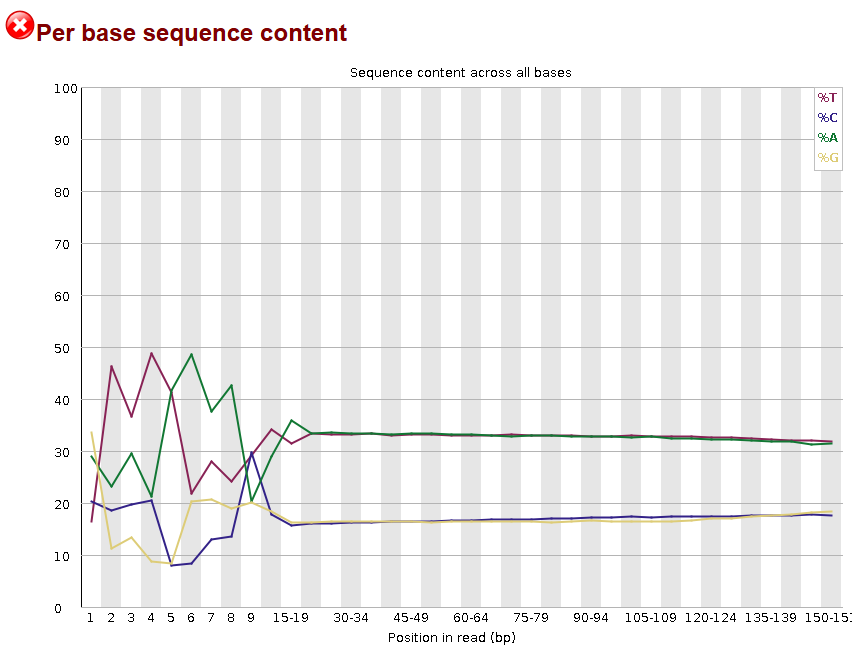 Per base sequence content
Sequence content across all bases
%T
%C
%A
%G
100
90
80
70
60
50
40
30
20
10
0
1 2 3 4 5 6 7 8 9 15-19 30-34 45-49 60-64 75-79 90-94 105-109 120-124 135-139 150-151
Position in read (bp)